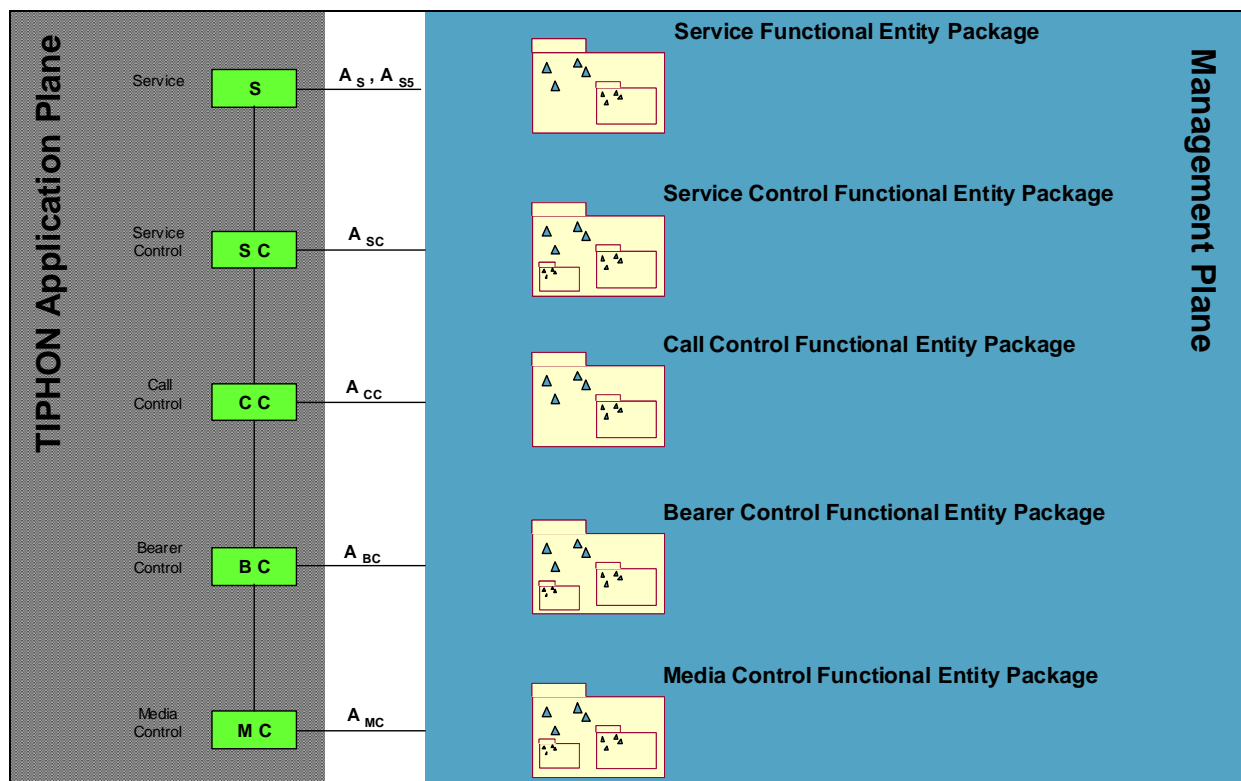 TIPHON Application Plane
Management Plane
Service Functional Entity Package
Service
S
A S , A S5
Service Control Functional Entity Package
Service
Control
S C
A SC
Call Control Functional Entity Package
Call
Control
C C
A CC
Bearer Control Functional Entity Package
Bearer
Control
B C
A BC
Media Control Functional Entity Package
Media
Control
M C
A MC